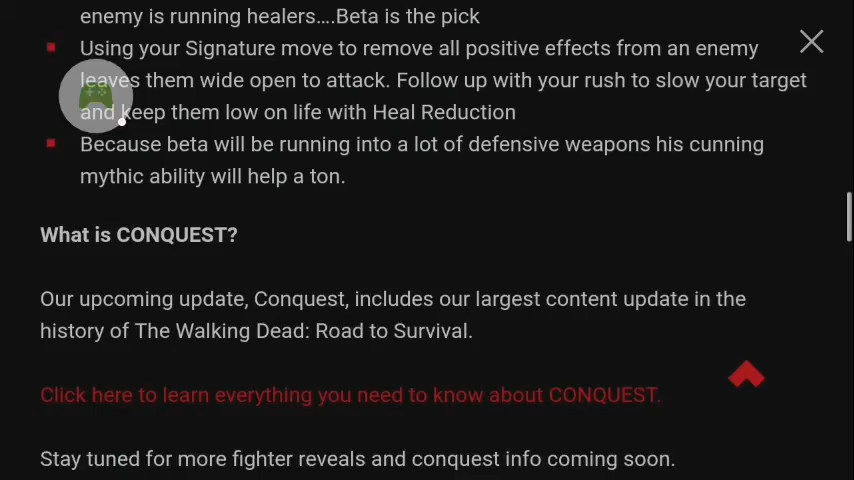 enemy is running healers....Beta is the pick
Using your Signature move to remove all positive effects from an enemy
leaves them wide open to attack. Follow up with your rush to slow your target
and keep them low on life with Heal Reduction
Because beta will be running into a lot of defensive weapons his cunning
mythic ability will help a ton.
What is CONQUEST?
Our upcoming update, Conquest, includes our largest content update in the
history of The Walking Dead: Road to Survival.
Click here to learn everything you need to know about CONQUEST.
Stay tuned for more fighter reveals and conquest info coming soon.